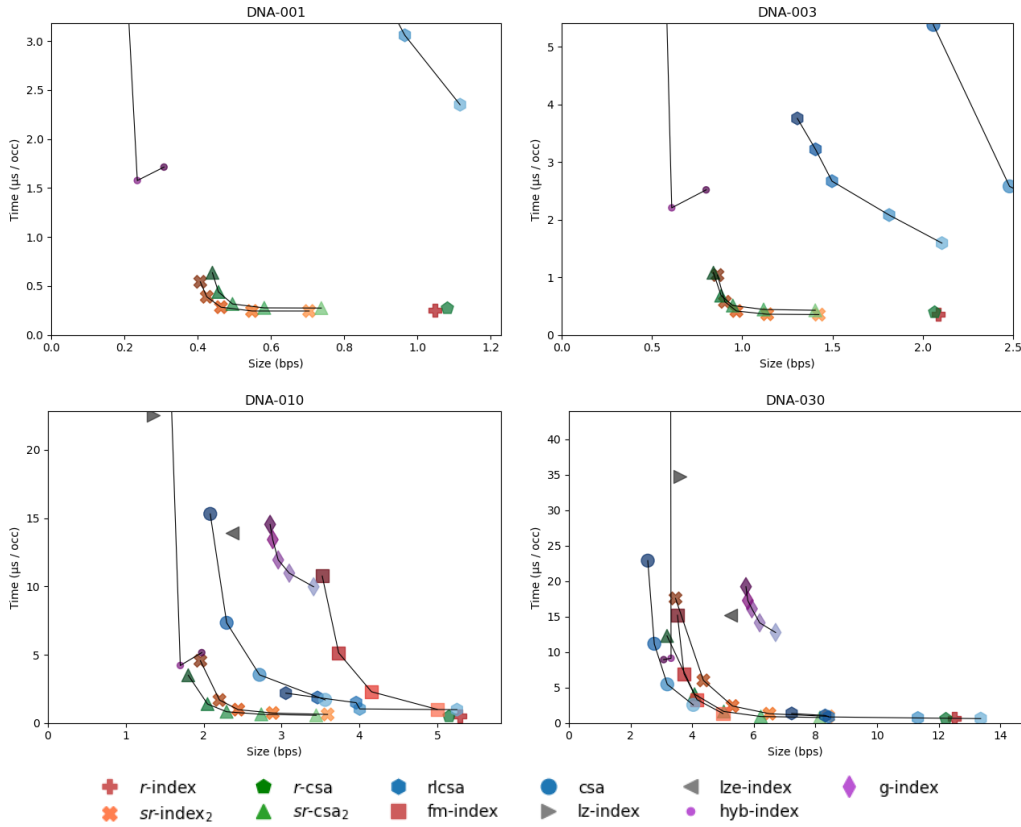 DNA-001
DNA-003
Time (μs / occ)
3.0
2.5
2.0
1.5
1.0
0.5
0.0
0.0 0.2 0.4 0.6 0.8 1.0 1.2
Size (bps)
Time (μs / occ)
5
4
3
2
1
0
0.0 0.5 1.0 1.5 2.0 2.5
Size (bps)
DNA-010
DNA-030
Time (μs / occ)
20
15
10
5
0
0 1 2 3 4 5
Size (bps)
Time (μs / occ)
40
35
30
25
20
15
10
5
0
0 2 4 6 8 10 12 14
Size (bps)
r-index r-csa rlcsa csa lze-index g-index
sr-index₂ sr-csa₂ fm-index lz-index hyb-index